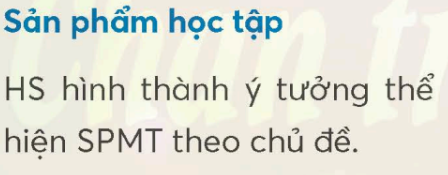 Sản phẩm học tập
HS hình thành ý tưởng thể
hiện SPMT theo chủ đề.